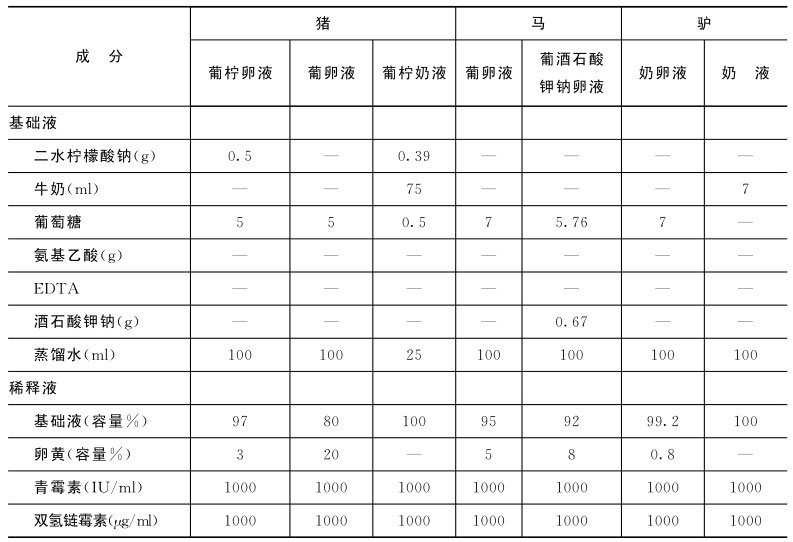 成 分 猪 马 驴
葡柠卵液 葡卵液 葡柠奶液 葡卵液 葡酒石酸钾钠卵液 奶卵液 奶 液
基础液
二水柠檬酸钠(g) 0.5 — 0.39 — — — —
牛奶(ml) — — 75 — — — 7
葡萄糖 5 5 0.5 7 5.76 7 —
氨基乙酸(g) — — — — — — —
EDTA — — — — — — —
酒石酸钾钠(g) — — — — 0.67 — —
蒸馏水(ml) 100 100 25 100 100 100 100
稀释液
基础液(容量%) 97 80 100 95 92 99.2 100
卵黄(容量%) 3 20 — 5 8 0.8 —
青霉素(IU/ml) 1000 1000 1000 1000 1000 1000 1000
双氢链霉素(μg/ml) 1000 1000 1000 1000 1000 1000 1000